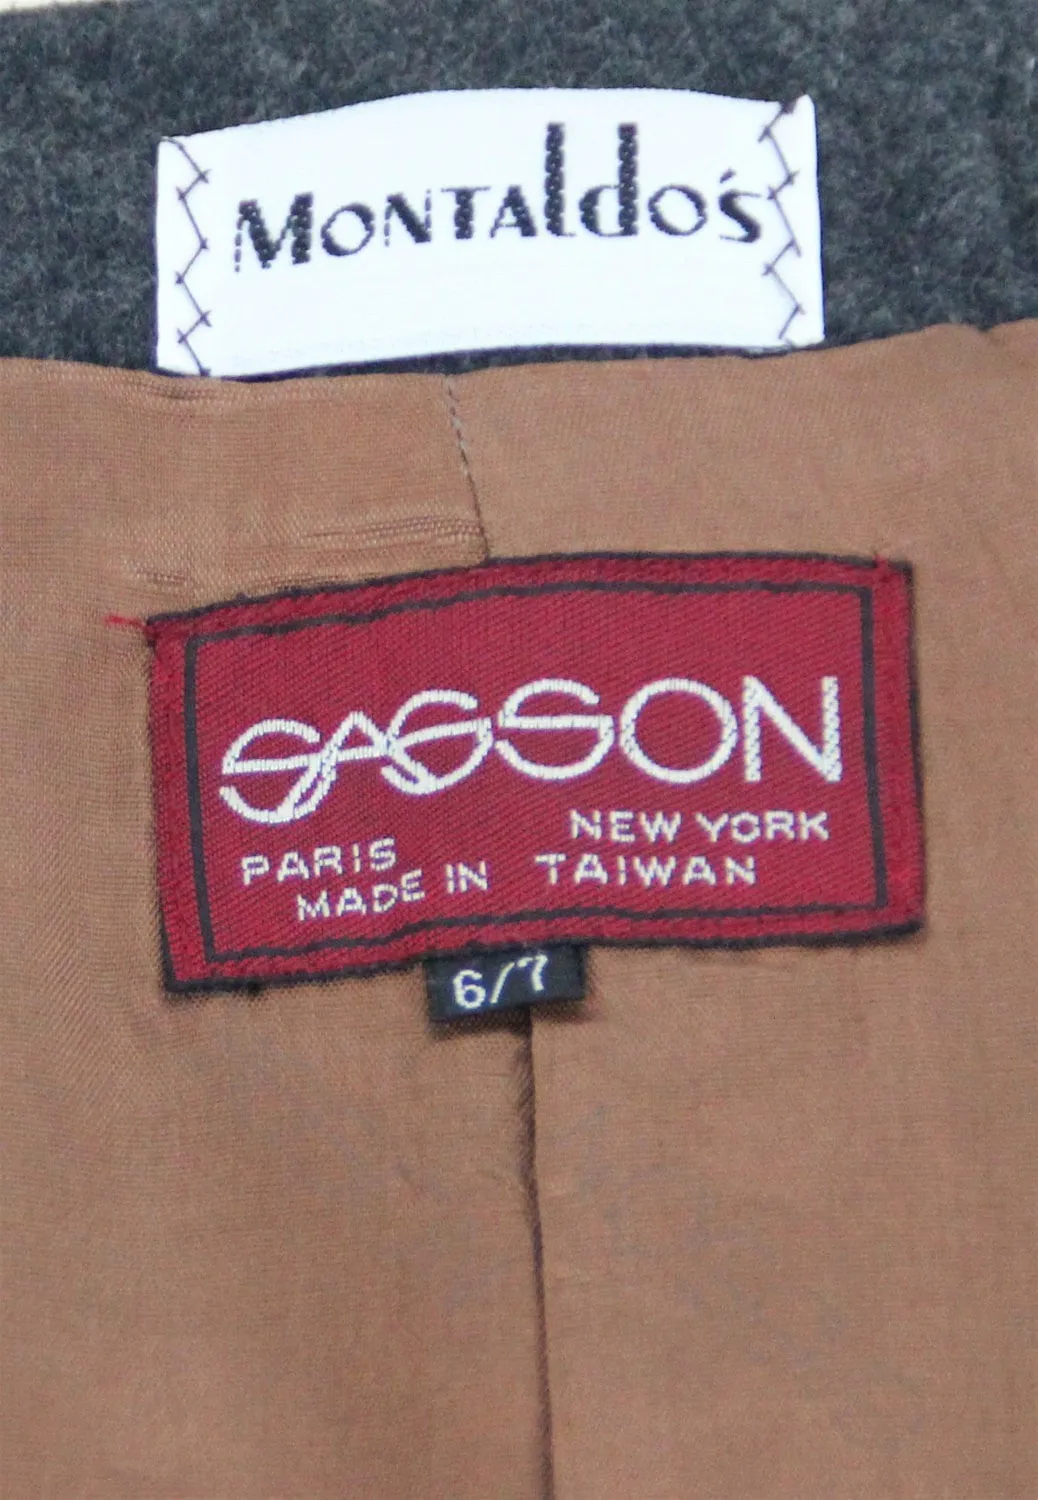 MONTAldo's
SASSON
PARIS NEW YORK
MADE IN TAIWAN
6/7